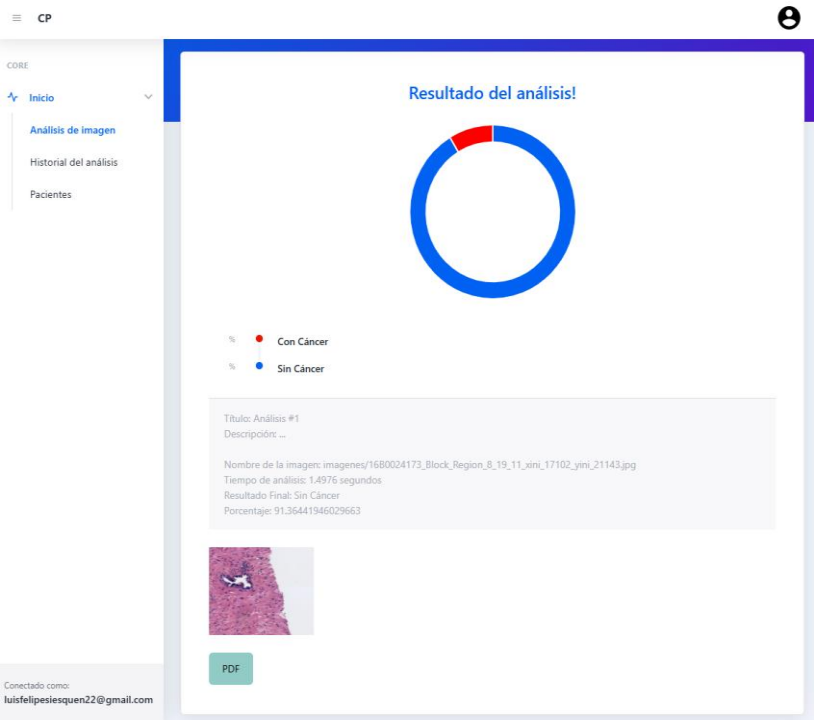 CP
CORE
Inicio
Análisis de imagen
Historial del análisis
Pacientes
Resultado del análisis!
% Con Cáncer
% Sin Cáncer
Título: Análisis #1
Descripción: ...
Nombre de la imagen: imagenes/16B0024173_Block_Region_8_19_11_xini_17102_yini_21143.jpg
Tiempo de análisis: 1.4976 segundos
Resultado Final: Sin Cáncer
Porcentaje: 91.36441946029663
PDF
Conectado como:
luisfelipesiesquen22@gmail.com